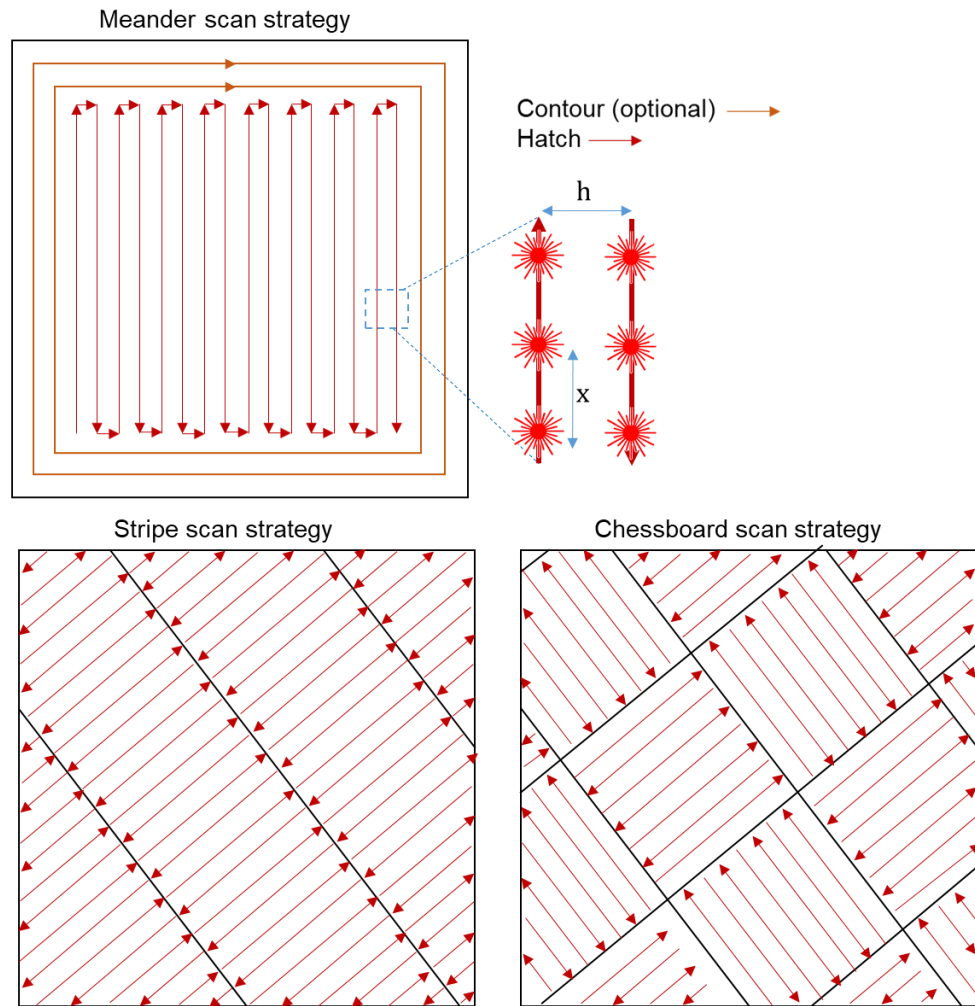 Meander scan strategy
Contour (optional)
Hatch
h
x
Stripe scan strategy
Chessboard scan strategy